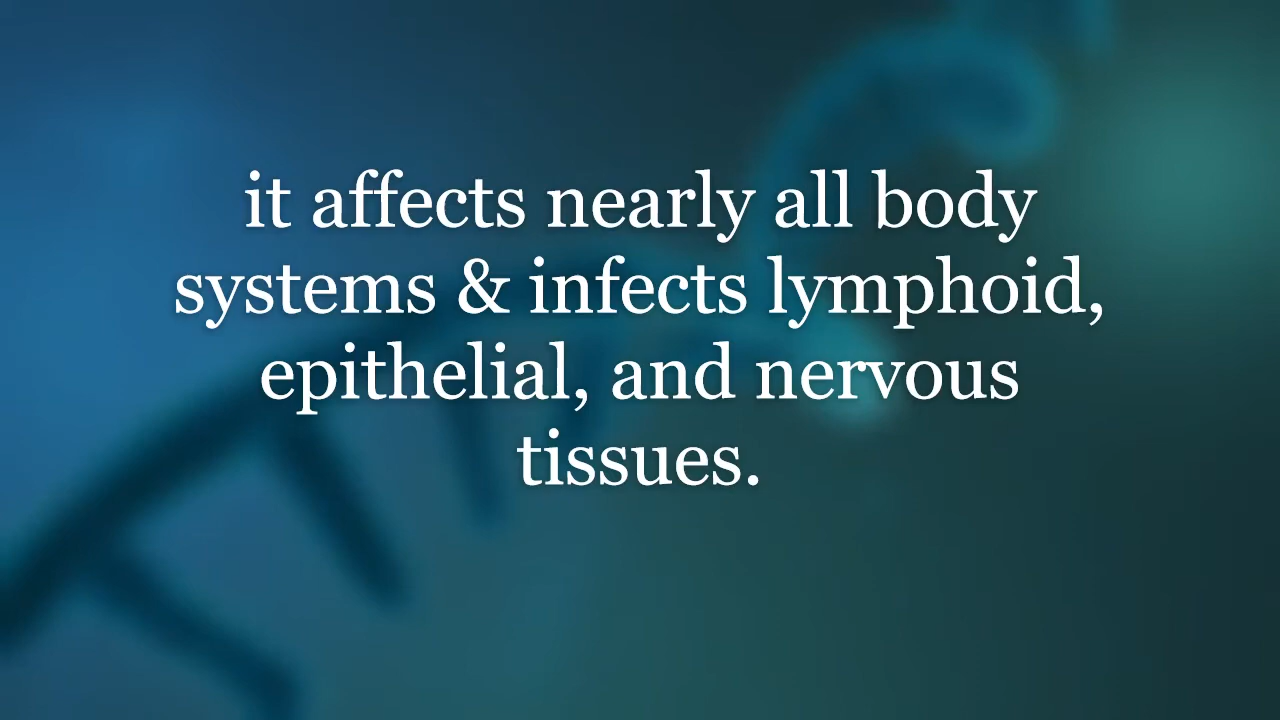 it affects nearly all body
systems & infects lymphoid,
epithelial, and nervous
tissues.